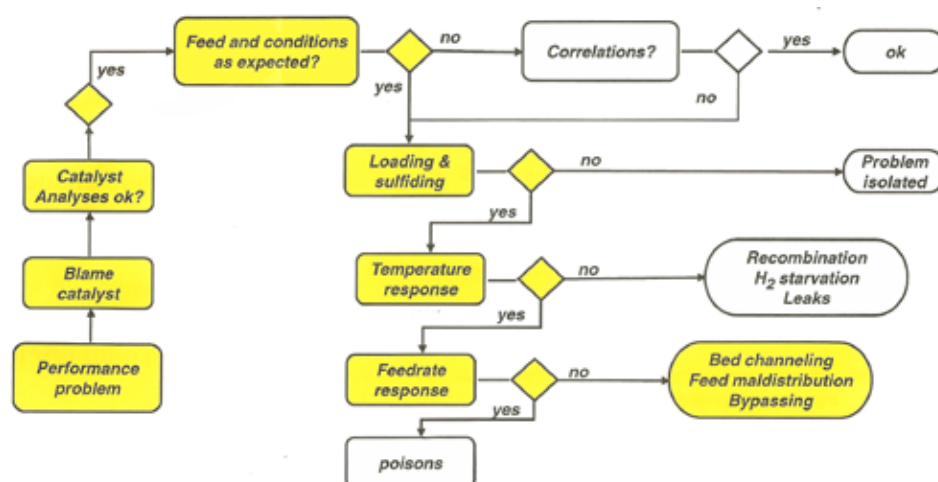 Feed and conditions
as expected?
no
Correlations?
yes
ok
yes
yes
no
Catalyst
Analyses ok?
Loading &
sulfiding
no
Problem
isolated
yes
Blame
catalyst
Temperature
response
no
Recombination
H₂ starvation
Leaks
yes
Performance
problem
Feedrate
response
no
Bed channeling
Feed maldistribution
Bypassing
yes
poisons